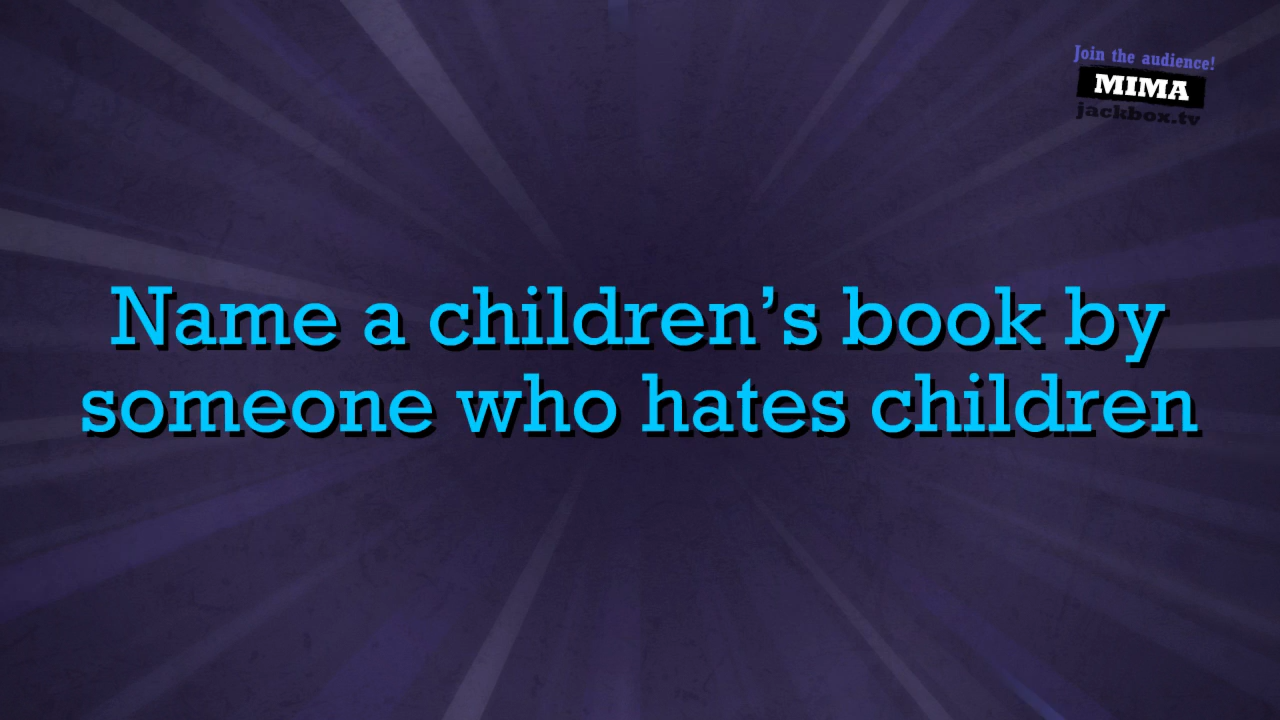 Join the audience!
MIMA
jackbox.tv
Name a children’s book by
someone who hates children